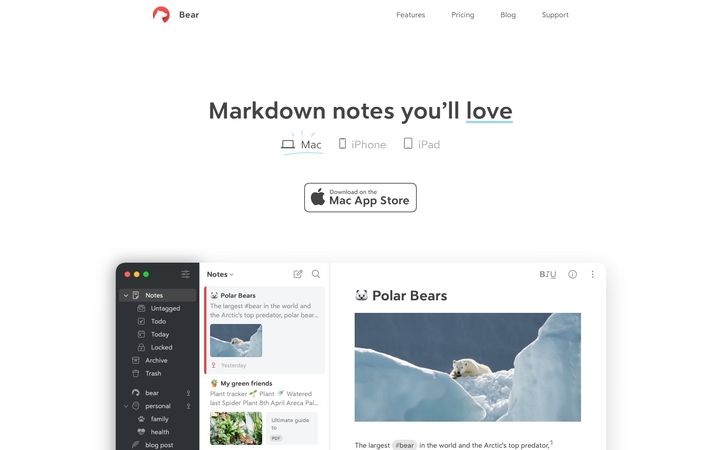 Bear
Features
Pricing
Blog
Support
Markdown notes you'll love
Mac
iPhone
iPad
Download on the
Mac App Store
Notes
Untagged
Todo
Today
Locked
Archive
Trash
bear
personal
family
health
blog post
Notes
Polar Bears
The largest #bear in the world and
the Arctic's top predator, polar bear...
Yesterday
My green friends
Plant tracker 🌱 Plant 🚿 Watered
last Spider Plant 8th April Areca Pal...
Ultimate guide
to
PDF
BIU
🐻‍❄️ Polar Bears
The largest #bear in the world and the Arctic's top predator,¹